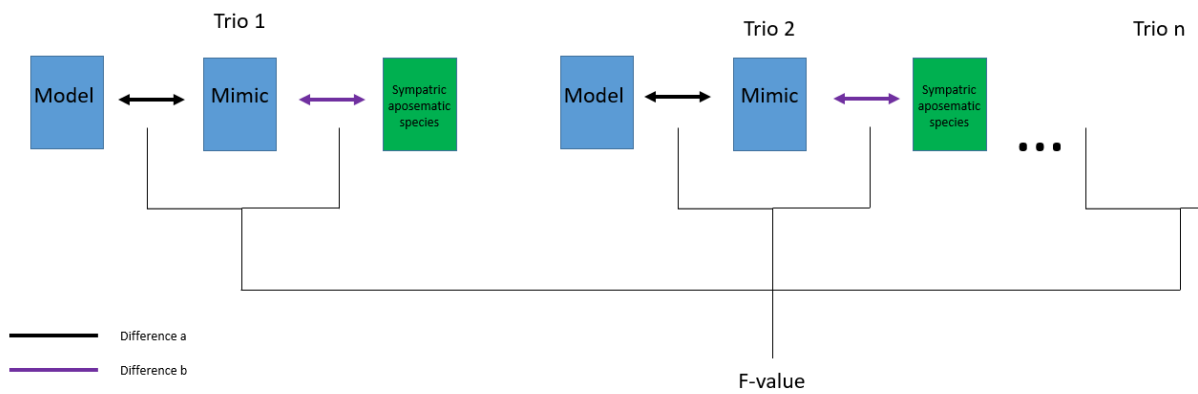 Trio 1
Trio 2
Trio n
Model
Mimic
Sympatric
aposematic
species
Model
Mimic
Sympatric
aposematic
species
...
Difference a
Difference b
F-value